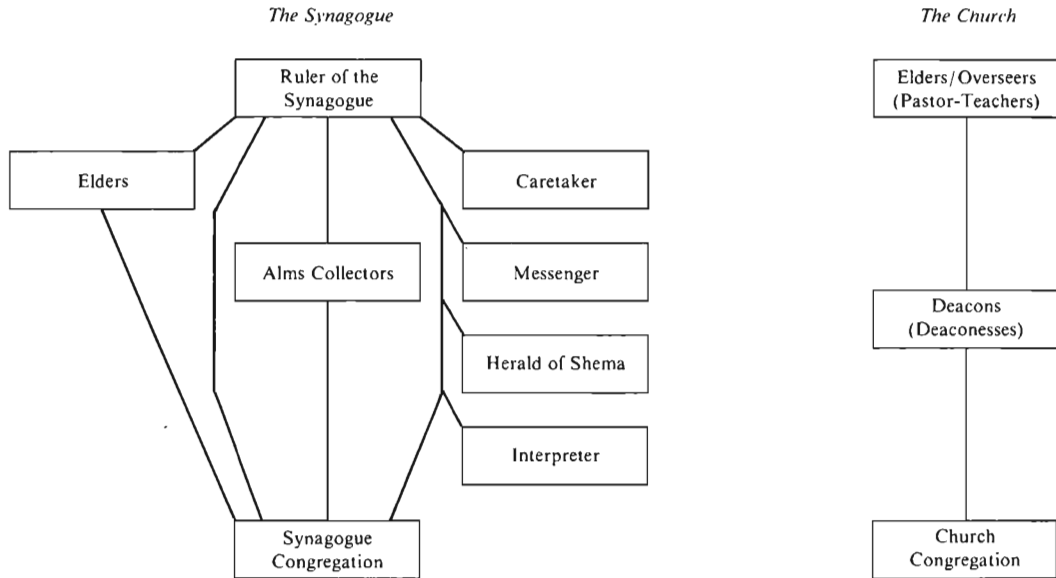 The Synagogue
Ruler of the
Synagogue
Elders
Caretaker
Alms Collectors
Messenger
Herald of Shema
Interpreter
Synagogue
Congregation
The Church
Elders/Overseers
(Pastor-Teachers)
Deacons
(Deaconesses)
Church
Congregation